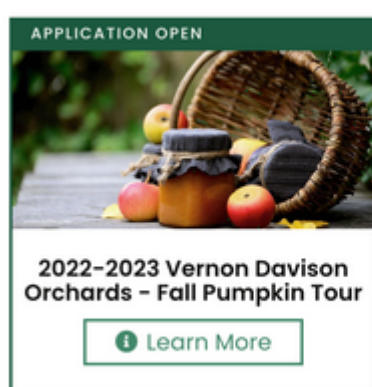 APPLICATION OPEN
2022-2023 Vernon Davison
Orchards - Fall Pumpkin Tour
Learn More